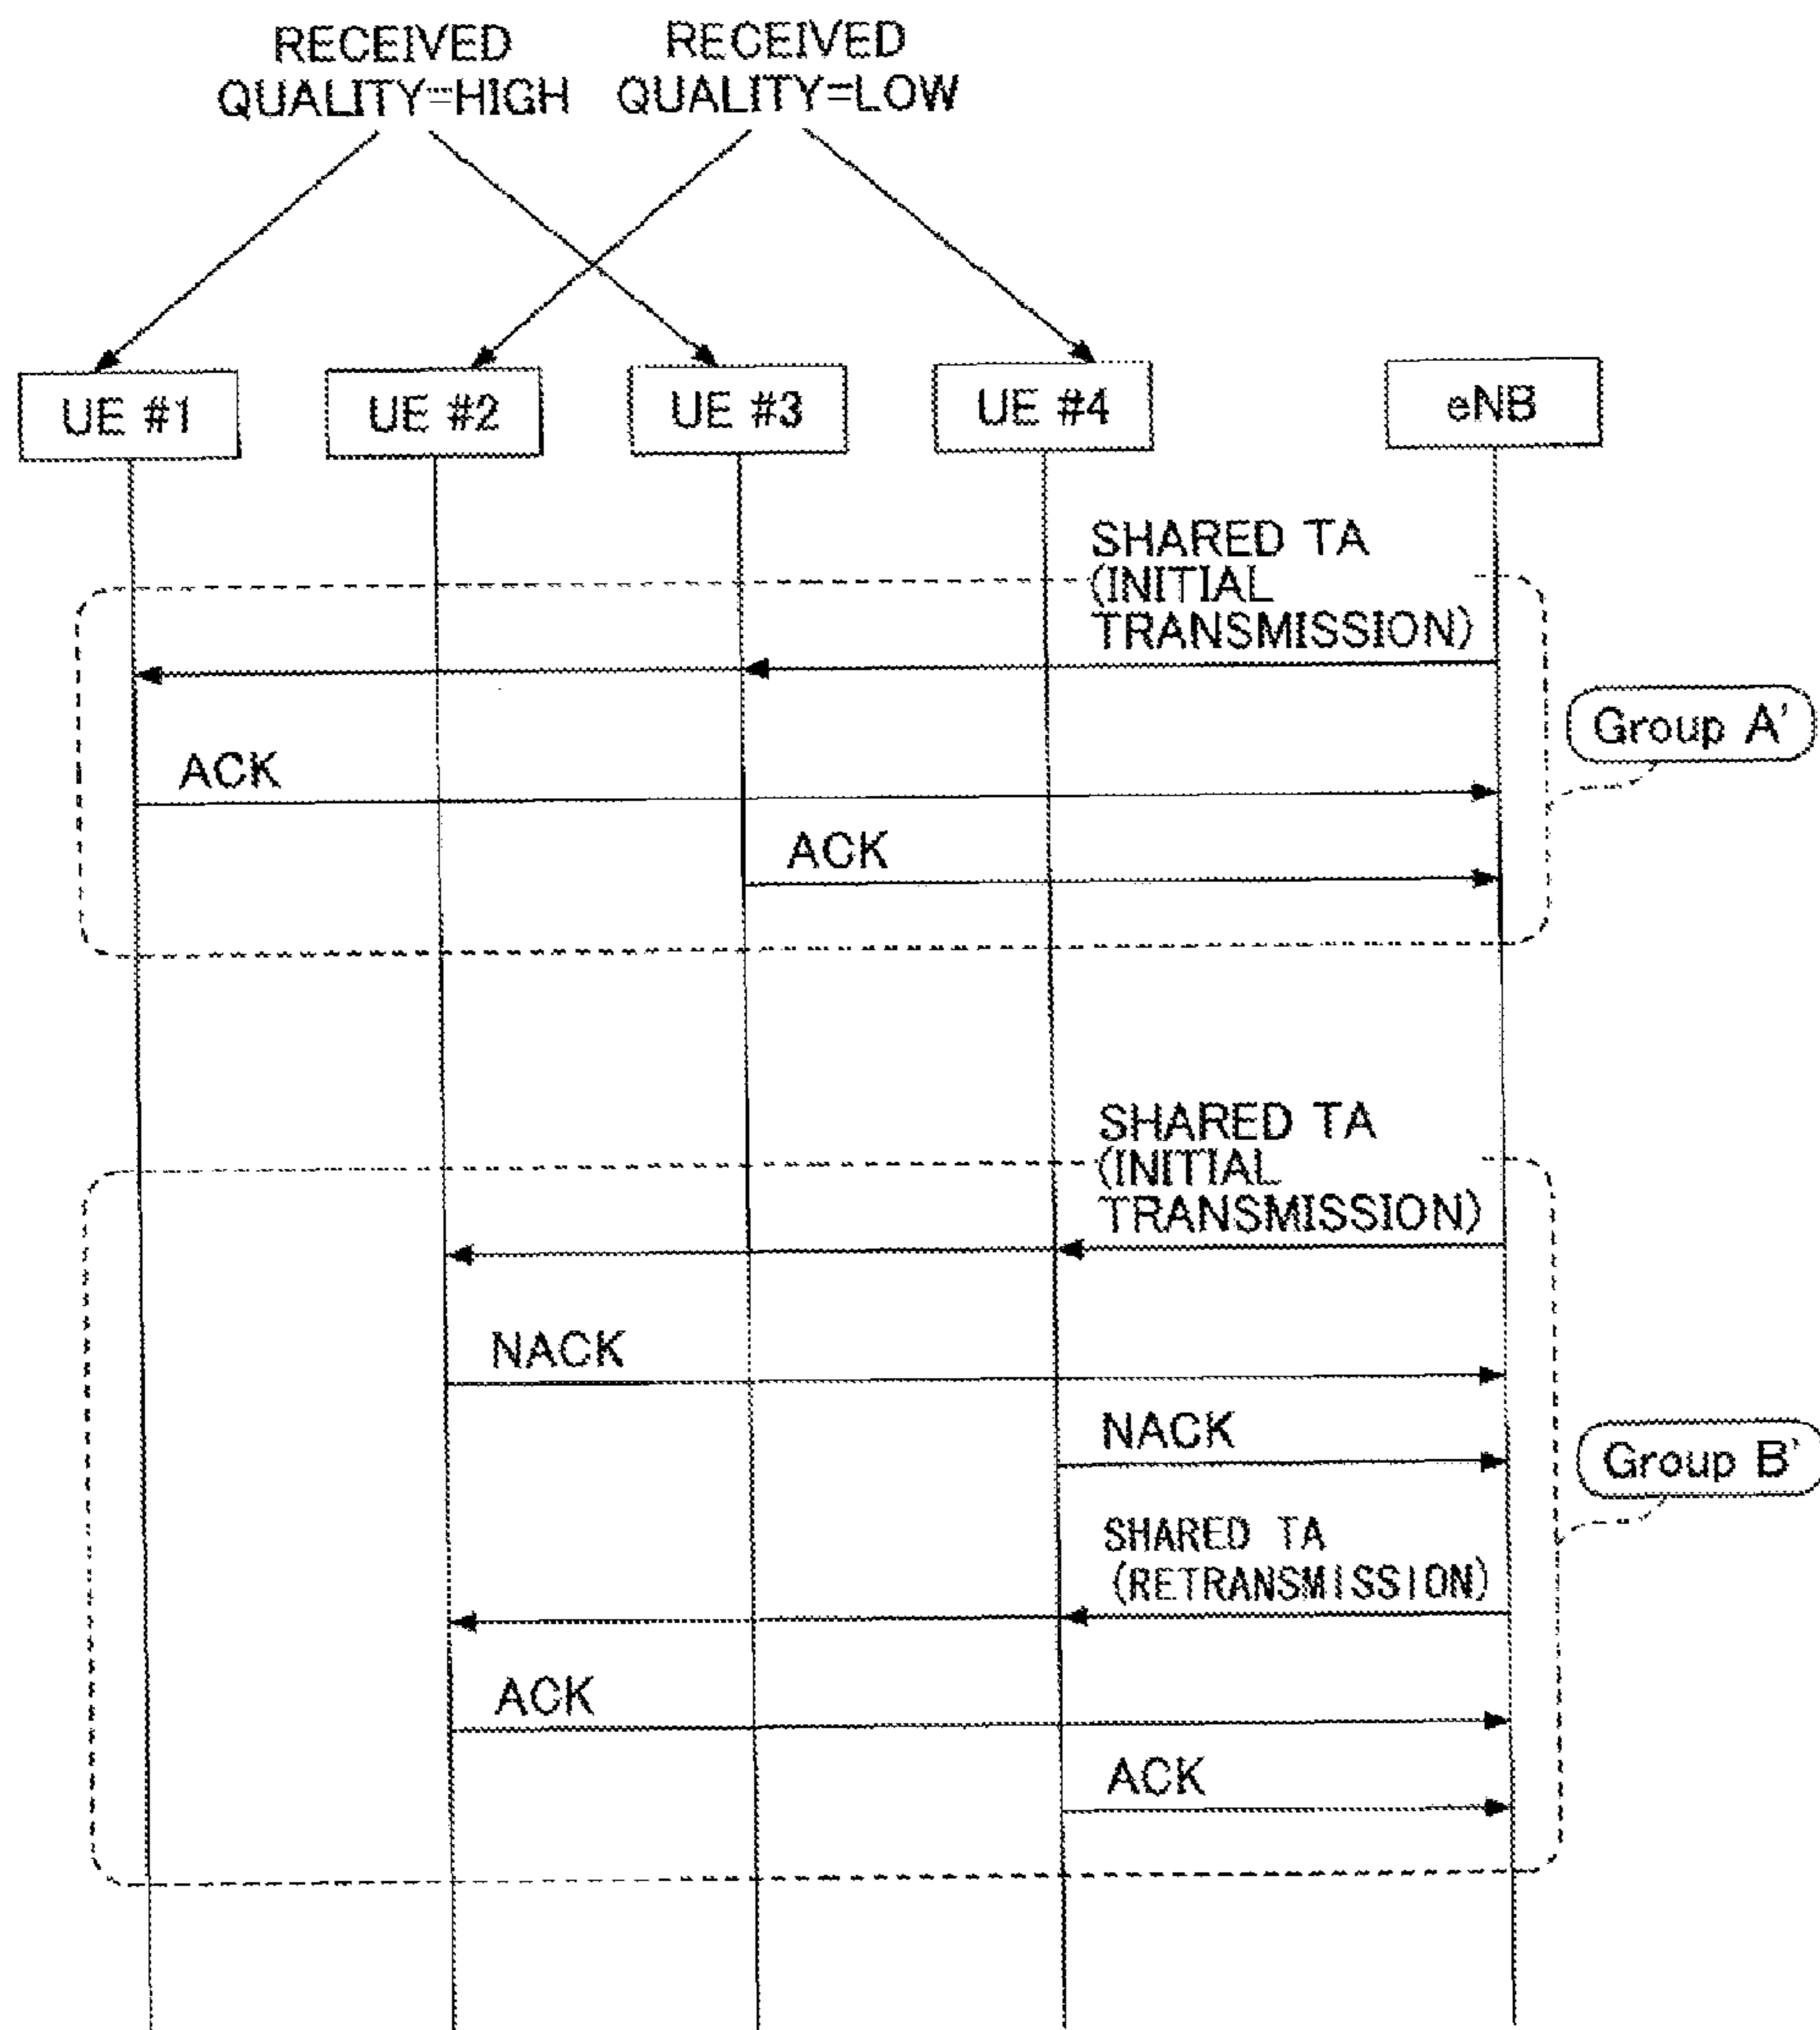 RECEIVED
QUALITY=HIGH
RECEIVED
QUALITY=LOW
UE #1
UE #2
UE #3
UE #4
eNB
SHARED TA
(INITIAL
TRANSMISSION)
Group A'
ACK
ACK
SHARED TA
(INITIAL
TRANSMISSION)
NACK
NACK
Group B'
SHARED TA
(RETRANSMISSION)
ACK
ACK